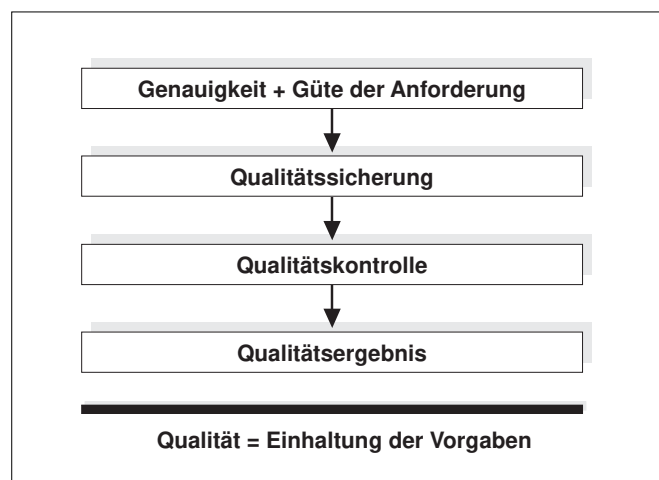 Genauigkeit + Güte der Anforderung
Qualitätssicherung
Qualitätskontrolle
Qualitätsergebnis
Qualität = Einhaltung der Vorgaben